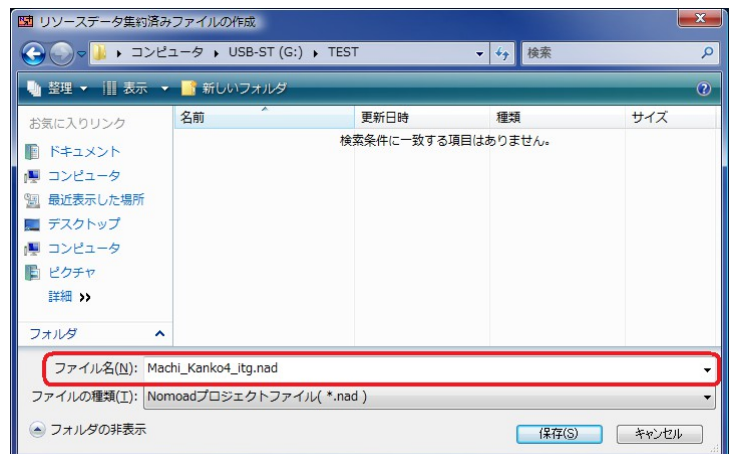 リソースデータ集約済みファイルの作成
コンピュータ ▸ USB-ST (G:) ▸ TEST
検索
整理 表示 新しいフォルダ
お気に入りリンク
名前 更新日時 種類 サイズ
検索条件に一致する項目はありません。
ドキュメント
コンピュータ
最近表示した場所
デスクトップ
コンピュータ
ピクチャ
詳細 >>
フォルダ
ファイル名(N): Machi_Kanko4_itg.nad
ファイルの種類(T): Nomoadプロジェクトファイル( *.nad )
フォルダの非表示
保存(S) キャンセル